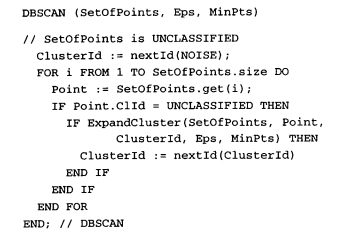 DBSCAN (SetOfPoints, Eps, MinPts)
// SetOfPoints is UNCLASSIFIED
ClusterId := nextId(NOISE);
FOR i FROM 1 TO SetOfPoints.size DO
Point := SetOfPoints.get(i);
IF Point.ClId = UNCLASSIFIED THEN
IF ExpandCluster(SetOfPoints, Point,
ClusterId, Eps, MinPts) THEN
ClusterId := nextId(ClusterId)
END IF
END IF
END FOR
END; // DBSCAN